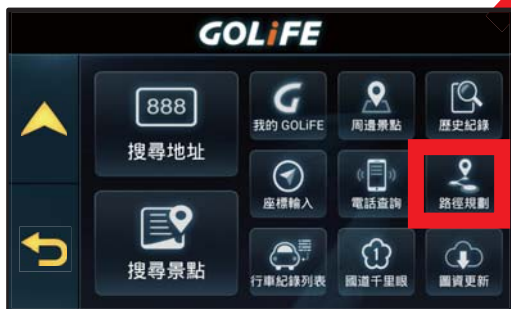 GOLiFE
888
搜尋地址
我的 GOLiFE
周邊景點
歷史紀錄
座標輸入
電話查詢
路徑規劃
搜尋景點
行車紀錄列表
1
國道千里眼
圖資更新